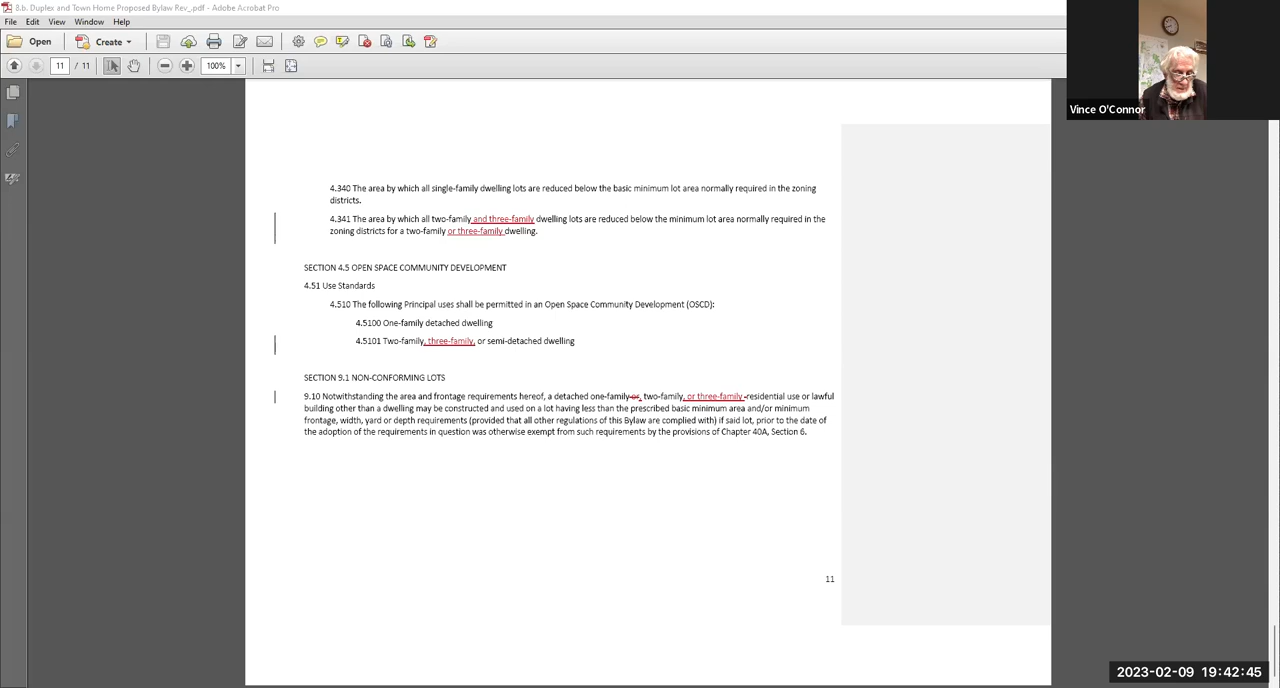 8.b. Duplex and Town Home Proposed Bylaw Rev_.pdf - Adobe Acrobat Pro
File Edit View Window Help
Open Create
11 / 11 100%
Vince O'Connor
4.340 The area by which all single-family dwelling lots are reduced below the basic minimum lot area normally required in the zoning
districts.
4.341 The area by which all two-family and three-family dwelling lots are reduced below the minimum lot area normally required in the
zoning districts for a two-family or three-family dwelling.
SECTION 4.5 OPEN SPACE COMMUNITY DEVELOPMENT
4.51 Use Standards
4.510 The following Principal uses shall be permitted in an Open Space Community Development (OSCD):
4.5100 One-family detached dwelling
4.5101 Two-family, three-family, or semi-detached dwelling
SECTION 9.1 NON-CONFORMING LOTS
9.10 Notwithstanding the area and frontage requirements hereof, a detached one-family or, two-family, or three-family residential use or lawful
building other than a dwelling may be constructed and used on a lot having less than the prescribed basic minimum area and/or minimum
frontage, width, yard or depth requirements (provided that all other regulations of this Bylaw are complied with) if said lot, prior to the date of
the adoption of the requirements in question was otherwise exempt from such requirements by the provisions of Chapter 40A, Section 6.
11
2023-02-09 19:42:45